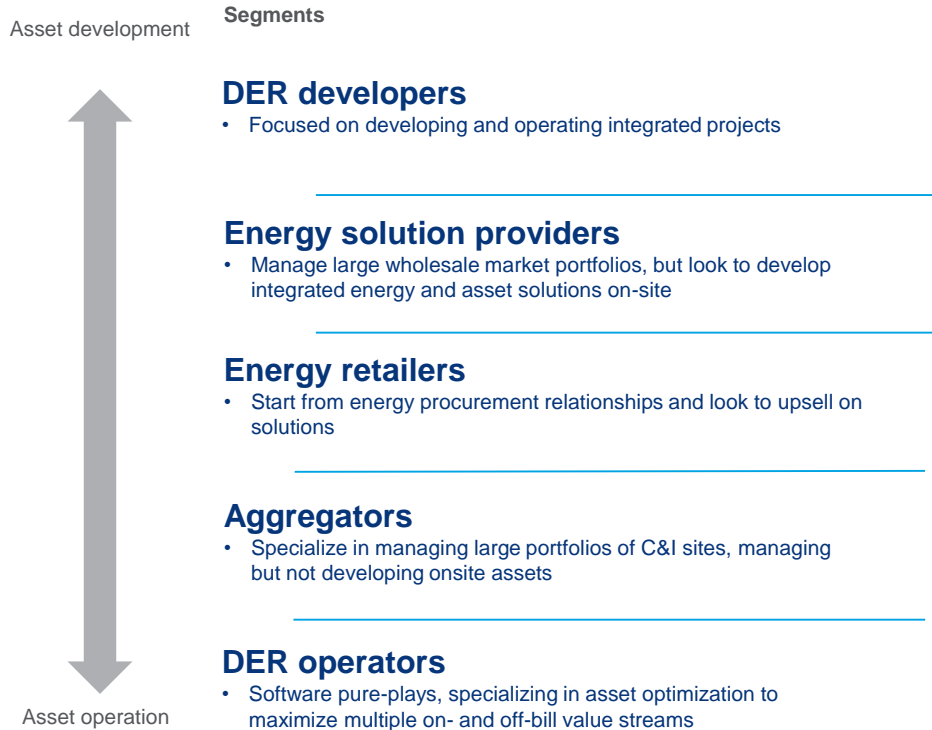 Asset development
Segments
DER developers
• Focused on developing and operating integrated projects
Energy solution providers
• Manage large wholesale market portfolios, but look to develop
integrated energy and asset solutions on-site
Energy retailers
• Start from energy procurement relationships and look to upsell on
solutions
Aggregators
• Specialize in managing large portfolios of C&I sites, managing
but not developing onsite assets
DER operators
• Software pure-plays, specializing in asset optimization to
maximize multiple on- and off-bill value streams
Asset operation